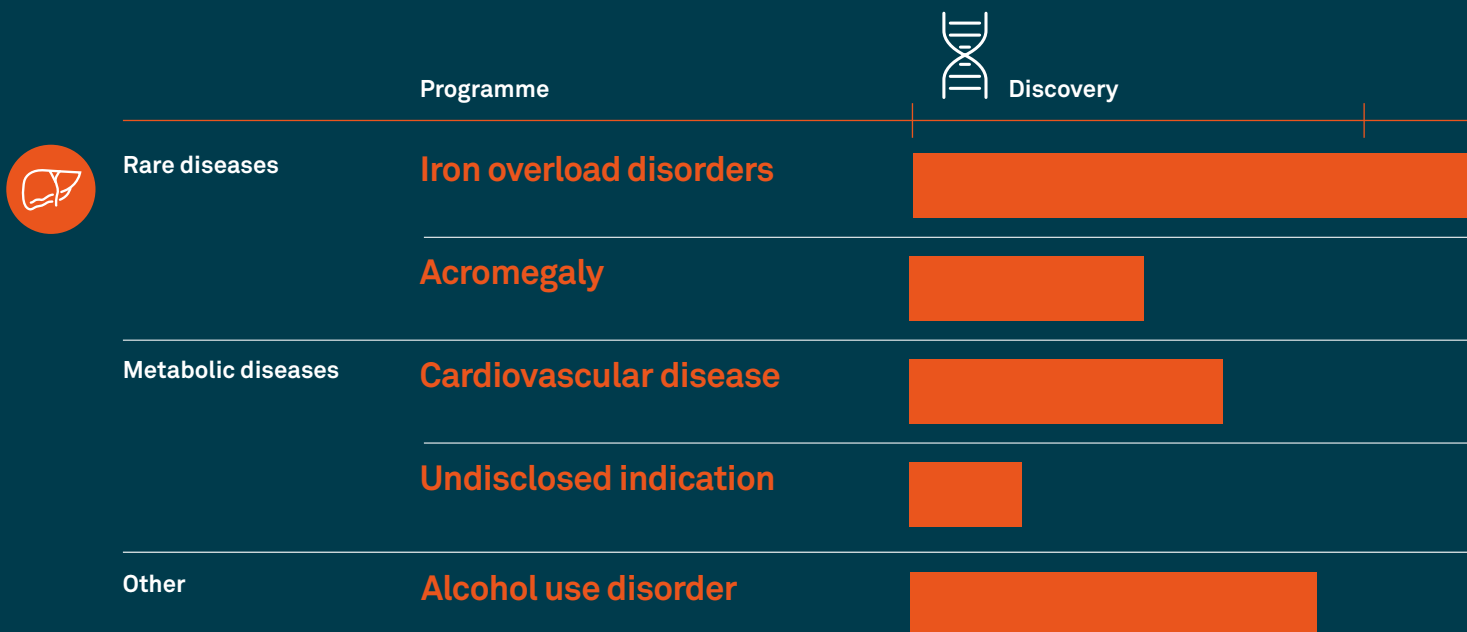 Programme
Discovery
Rare diseases
Iron overload disorders
Acromegaly
Metabolic diseases
Cardiovascular disease
Undisclosed indication
Other
Alcohol use disorder